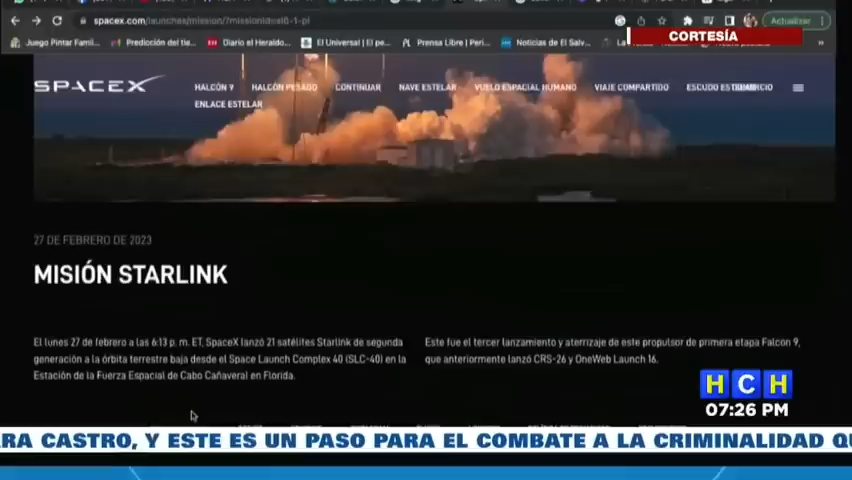 spacex.com/launches/mission/?missionId=sl6-1-pl
Actualizar
Juego Pintar Famil... Predicción del tie... Diario el Heraldo... El Universal | El pe... Prensa Libre | Peri... Noticias de El Salv...
CORTESÍA
SPACEX
HALCÓN 9 HALCÓN PESADO CONTINUAR NAVE ESTELAR VUELO ESPACIAL HUMANO VIAJE COMPARTIDO ESCUDO
ENLACE ESTELAR
27 DE FEBRERO DE 2023
MISIÓN STARLINK
El lunes 27 de febrero a las 6:13 p. m. ET, SpaceX lanzó 21 satélites Starlink de segunda
generación a la órbita terrestre baja desde el Space Launch Complex 40 (SLC-40) en la
Estación de la Fuerza Espacial de Cabo Cañaveral en Florida.
Este fue el tercer lanzamiento y aterrizaje de este propulsor de primera etapa Falcon 9,
que anteriormente lanzó CRS-26 y OneWeb Launch 16.
HCH
07:26 PM
ARA CASTRO, Y ESTE ES UN PASO PARA EL COMBATE A LA CRIMINALIDAD QU